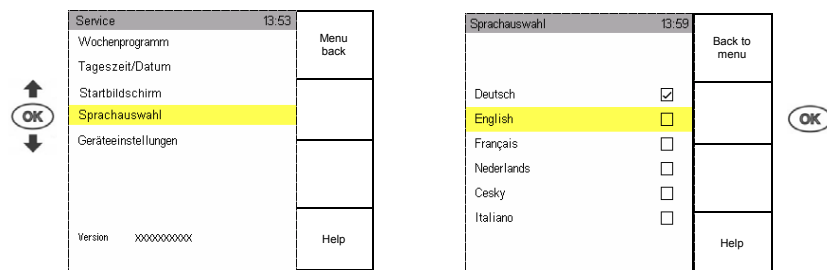 Service 13:53
Menu
back
Wochenprogramm
Tageszeit/Datum
Startbildschirm
OK
Sprachauswahl
Geräteeinstellungen
Version XXXXXXXXXX
Help
Sprachauswahl 13:59
Back to
menu
Deutsch
English
OK
Français
Nederlands
Cesky
Italiano
Help